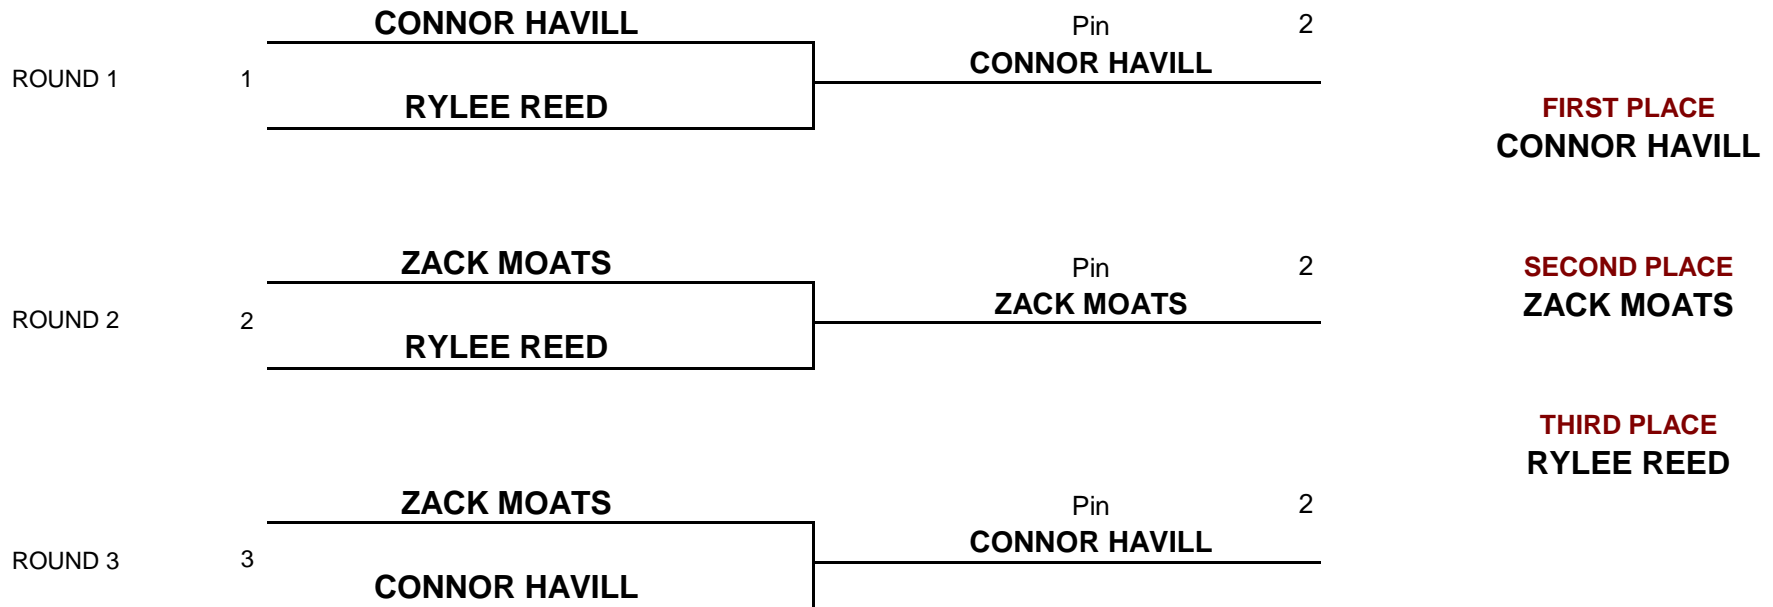 CONNOR HAVILL
Pin 2
CONNOR HAVILL
ROUND 1 1
RYLEE REED
FIRST PLACE
CONNOR HAVILL
ZACK MOATS
Pin 2
ZACK MOATS
ROUND 2 2
RYLEE REED
SECOND PLACE
ZACK MOATS
THIRD PLACE
RYLEE REED
ZACK MOATS
Pin 2
CONNOR HAVILL
ROUND 3 3
CONNOR HAVILL